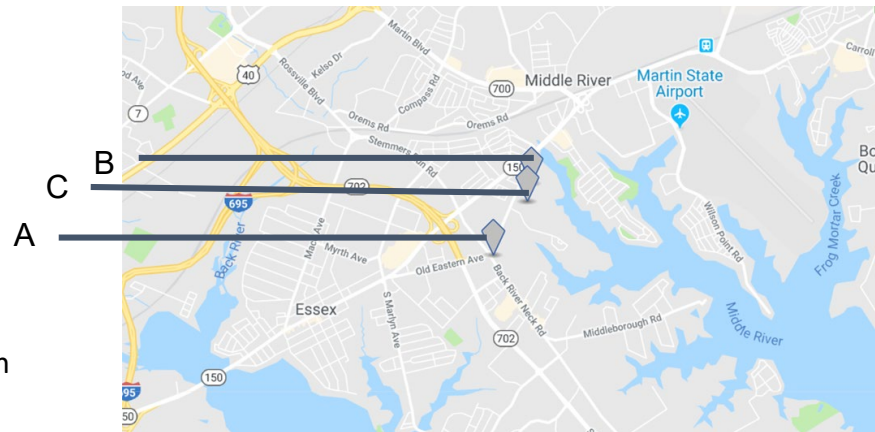 Martin Blvd
Kelso Dr
Rossville Blvd
40
Middle River
Martin State
Airport
Carroll
od Ave
Compass Rd
700
7
Orems Rd
Orems Rd
Stemmers Run Rd
B
150
Bo
Qu
C
702
695
Wilson Point Rd
Frog Mortar Creek
Mace Ave
A
Back River
Myrth Ave
Old Eastern Ave
Back River Neck Rd
Essex
S Marlyn Ave
Middleborough Rd
Middle River
702
n
150
95
50